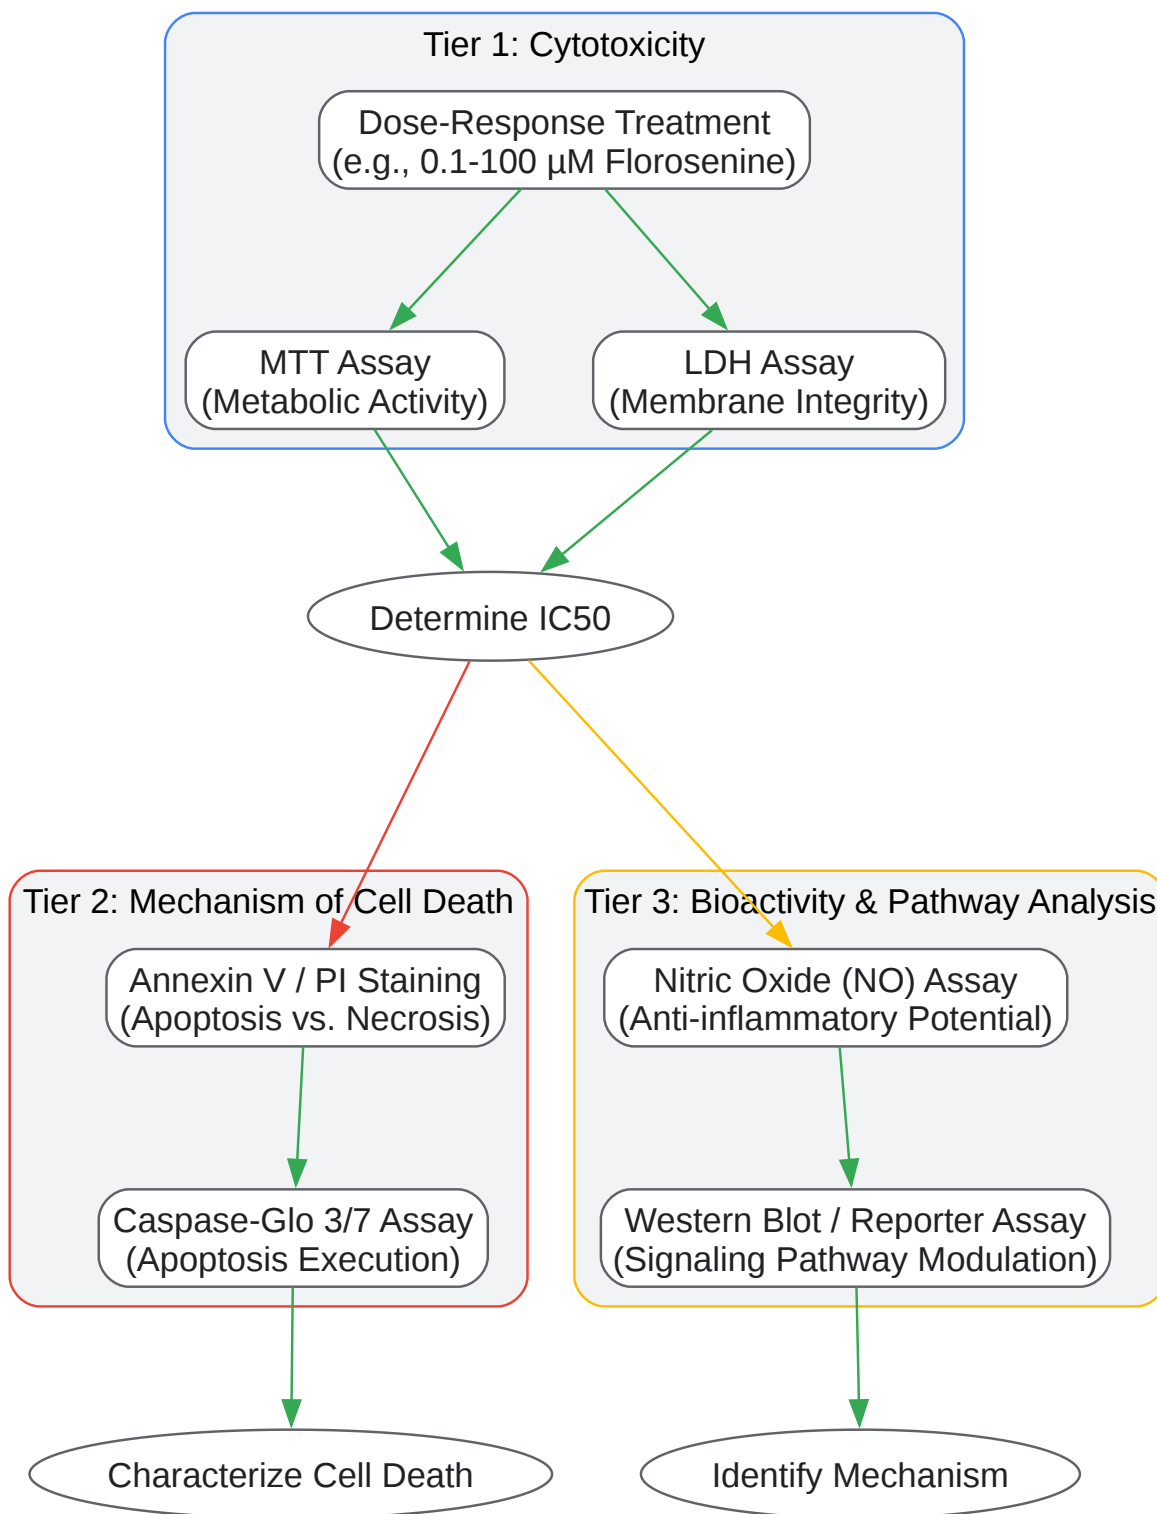 Tier 1: Cytotoxicity
Dose-Response Treatment
(e.g., 0.1-100 µM Florosenine)
MTT Assay
(Metabolic Activity)
LDH Assay
(Membrane Integrity)
Determine IC50
Tier 2: Mechanism of Cell Death
Annexin V / PI Staining
(Apoptosis vs. Necrosis)
Caspase-Glo 3/7 Assay
(Apoptosis Execution)
Characterize Cell Death
Tier 3: Bioactivity & Pathway Analysis
Nitric Oxide (NO) Assay
(Anti-inflammatory Potential)
Western Blot / Reporter Assay
(Signaling Pathway Modulation)
Identify Mechanism